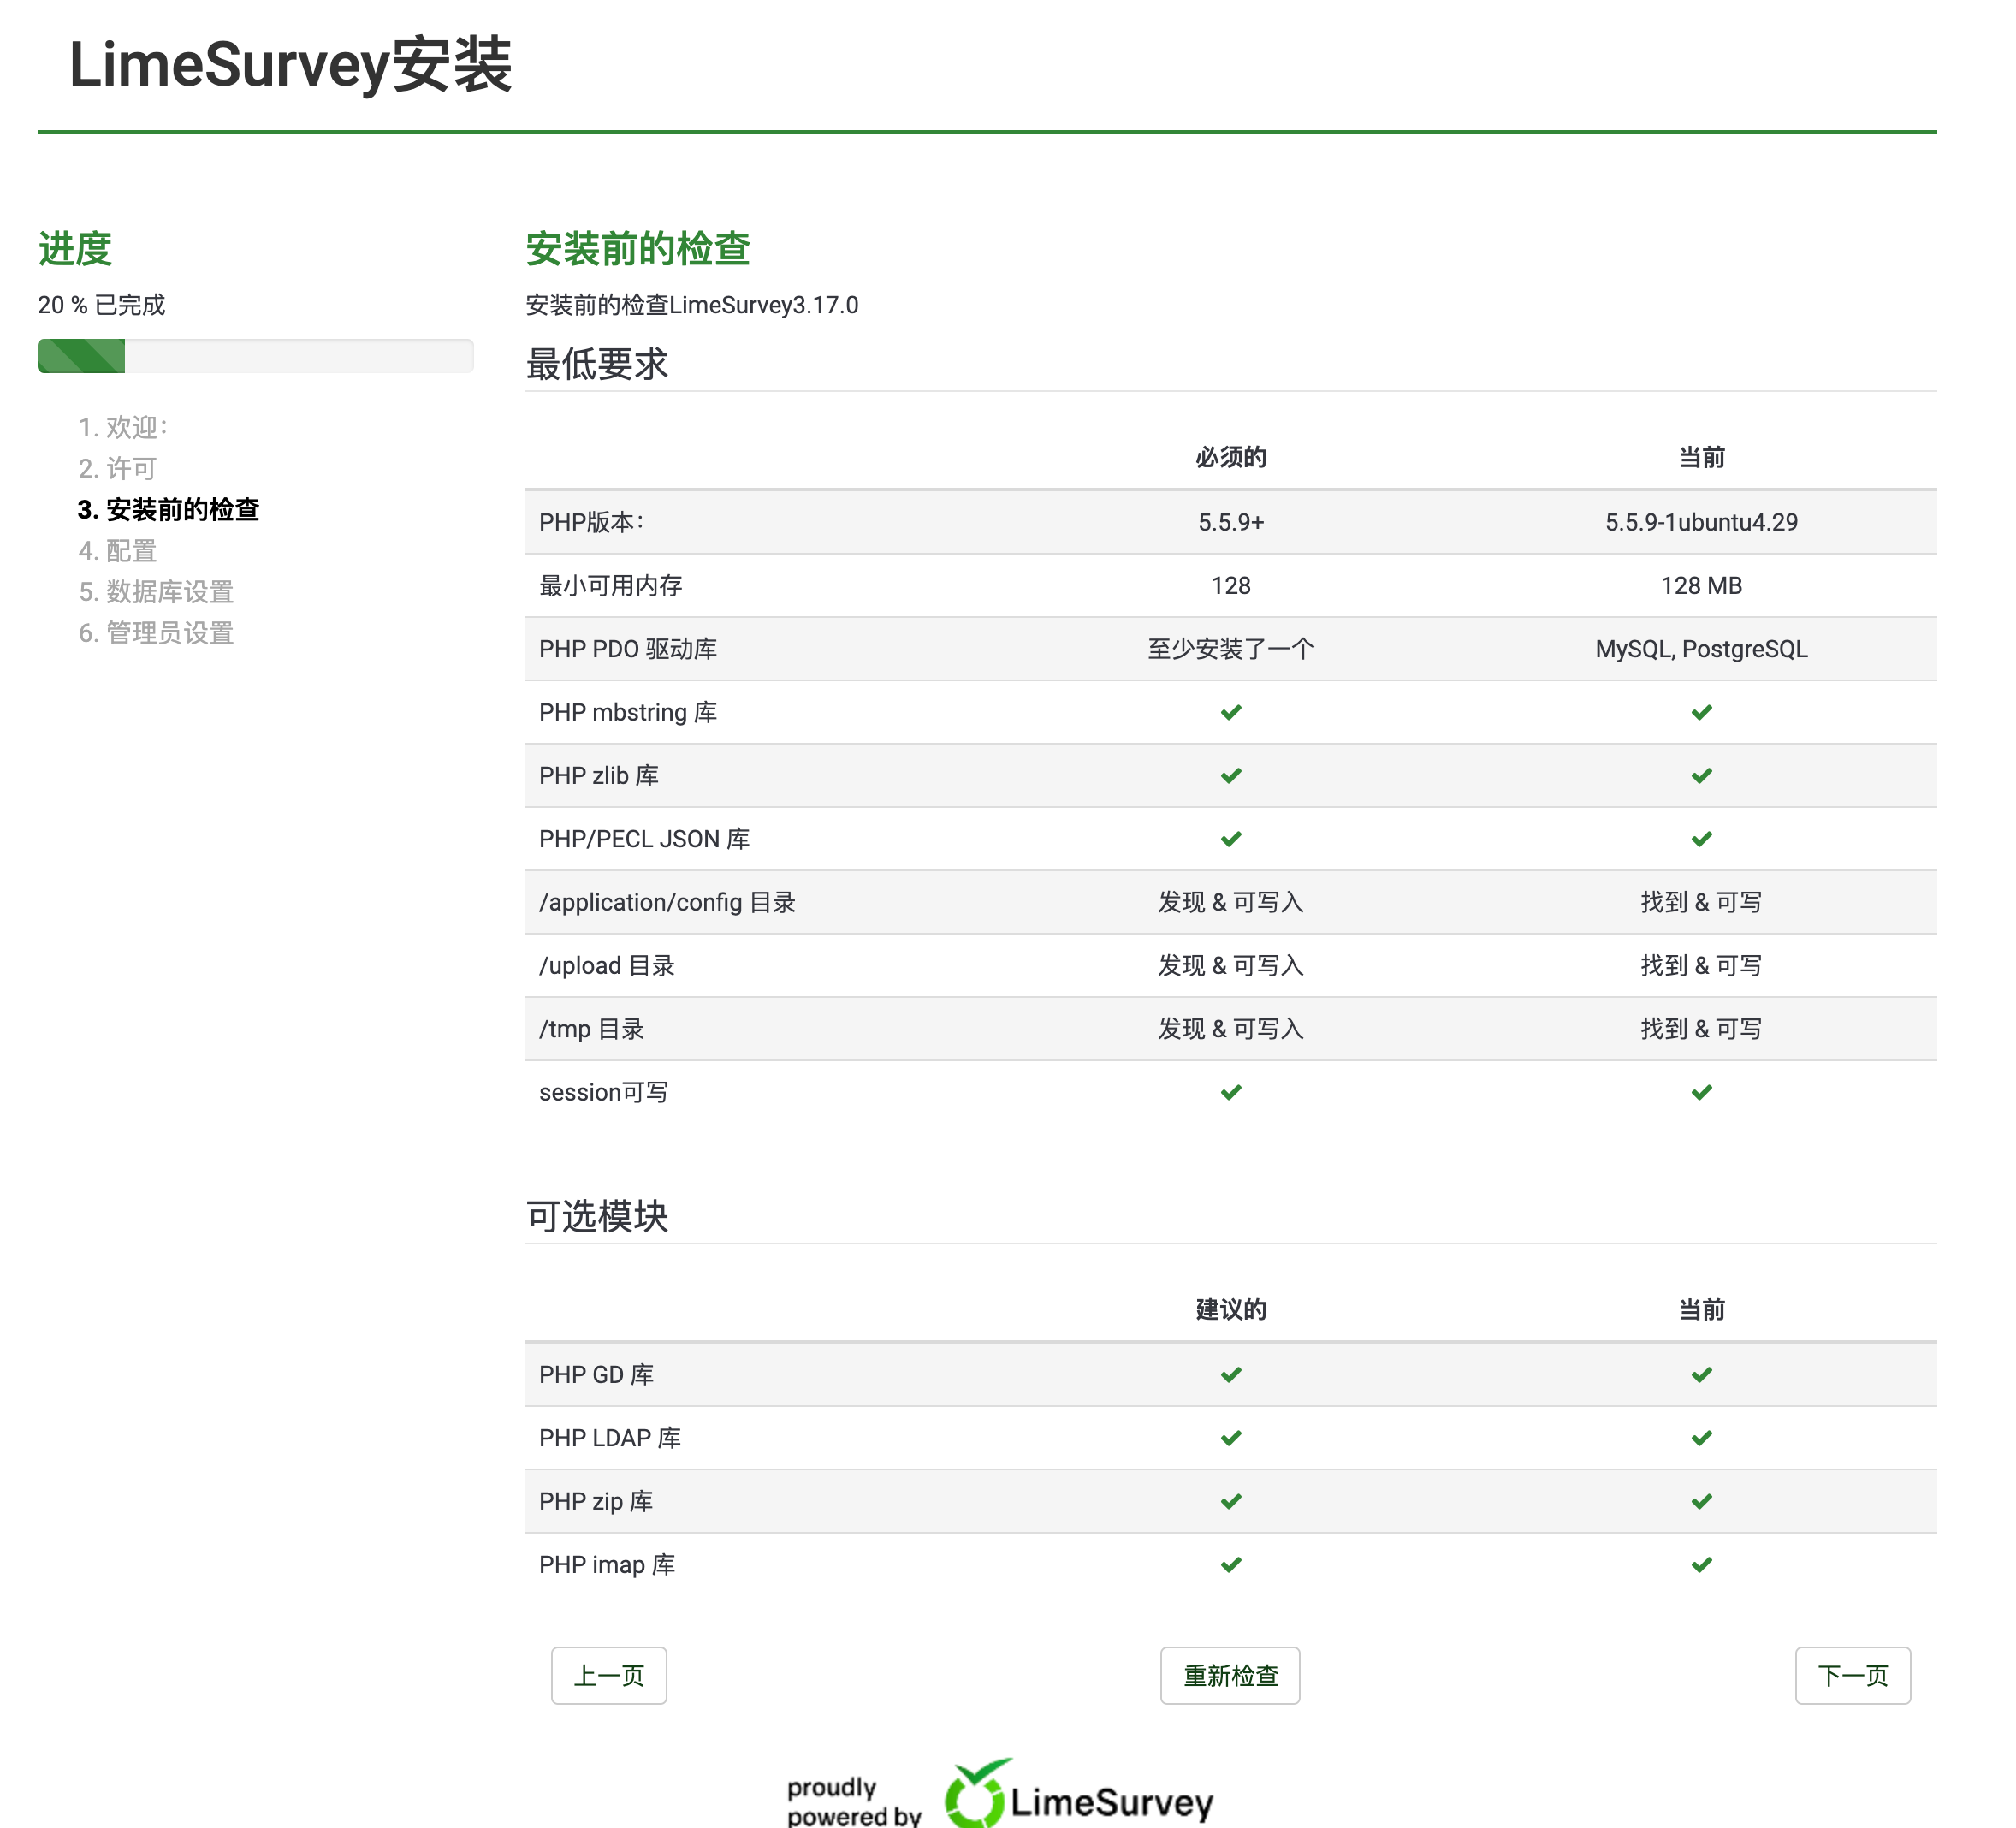 LimeSurvey安装
进度
20 % 已完成
1. 欢迎：
2. 许可
3. 安装前的检查
4. 配置
5. 数据库设置
6. 管理员设置
安装前的检查
安装前的检查LimeSurvey3.17.0
最低要求
必须的 当前
PHP版本： 5.5.9+ 5.5.9-1ubuntu4.29
最小可用内存 128 128 MB
PHP PDO 驱动库 至少安装了一个 MySQL, PostgreSQL
PHP mbstring 库
PHP zlib 库
PHP/PECL JSON 库
/application/config 目录 发现 & 可写入 找到 & 可写
/upload 目录 发现 & 可写入 找到 & 可写
/tmp 目录 发现 & 可写入 找到 & 可写
session可写
可选模块
建议的 当前
PHP GD 库
PHP LDAP 库
PHP zip 库
PHP imap 库
上一页 重新检查 下一页
proudly
powered by LimeSurvey